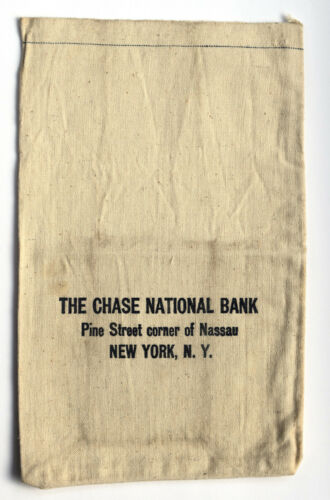 THE CHASE NATIONAL BANK
Pine Street corner of Nassau
NEW YORK, N. Y.